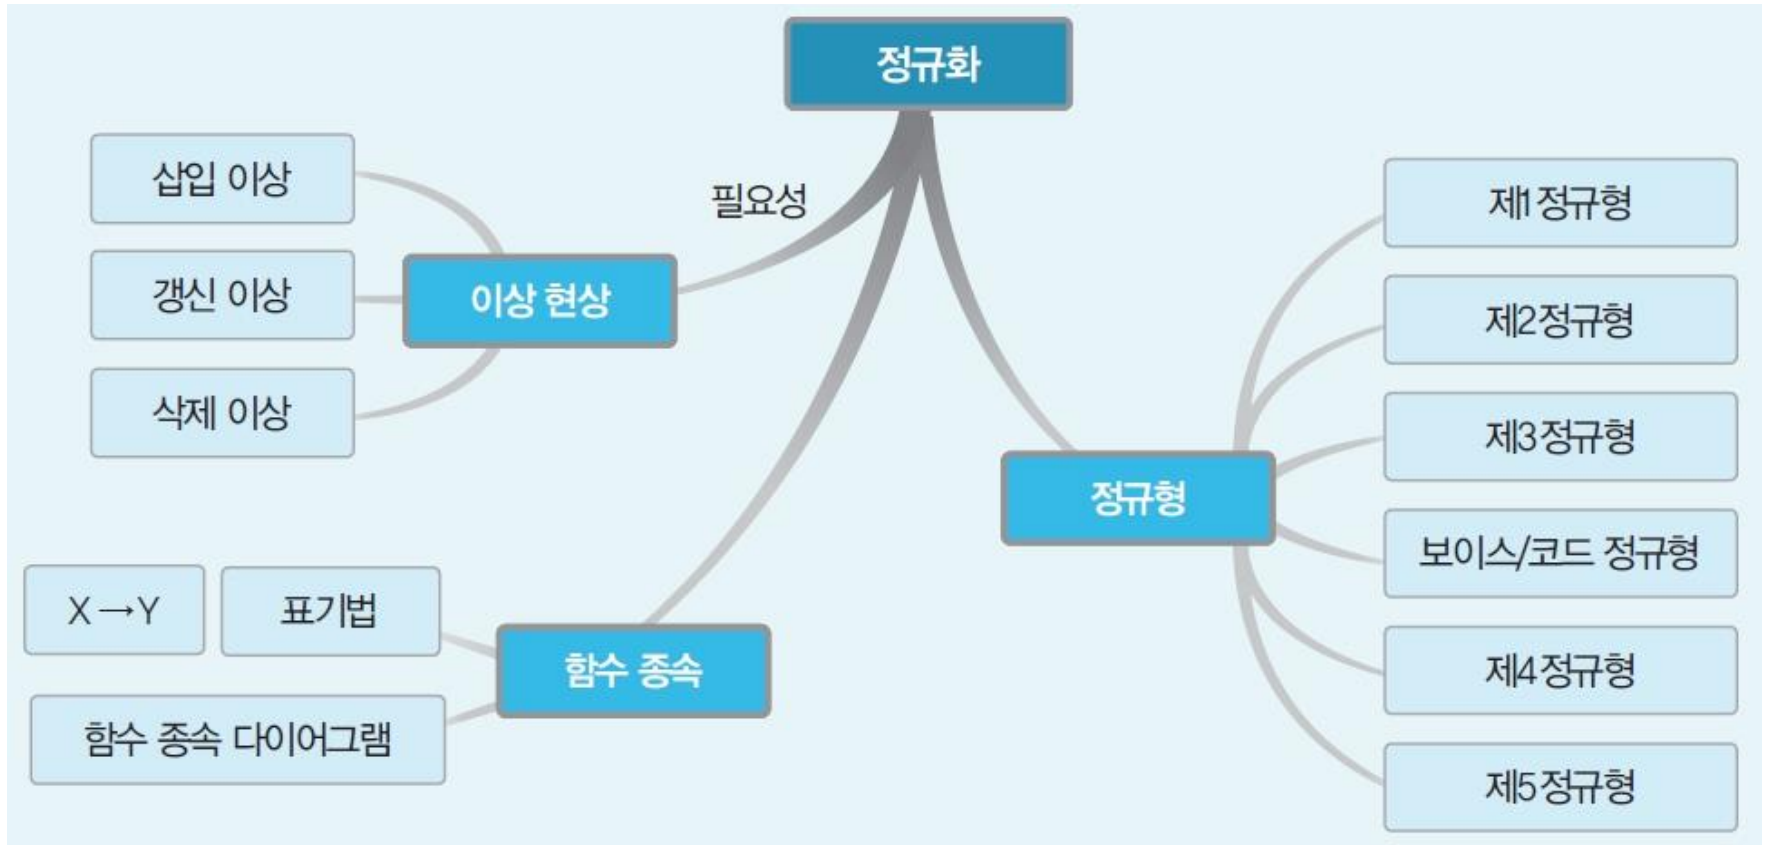 정규화
필요성
이상 현상
삽입 이상
갱신 이상
삭제 이상
함수 종속
X→Y
표기법
함수 종속 다이어그램
정규형
제1정규형
제2정규형
제3정규형
보이스/코드 정규형
제4정규형
제5정규형